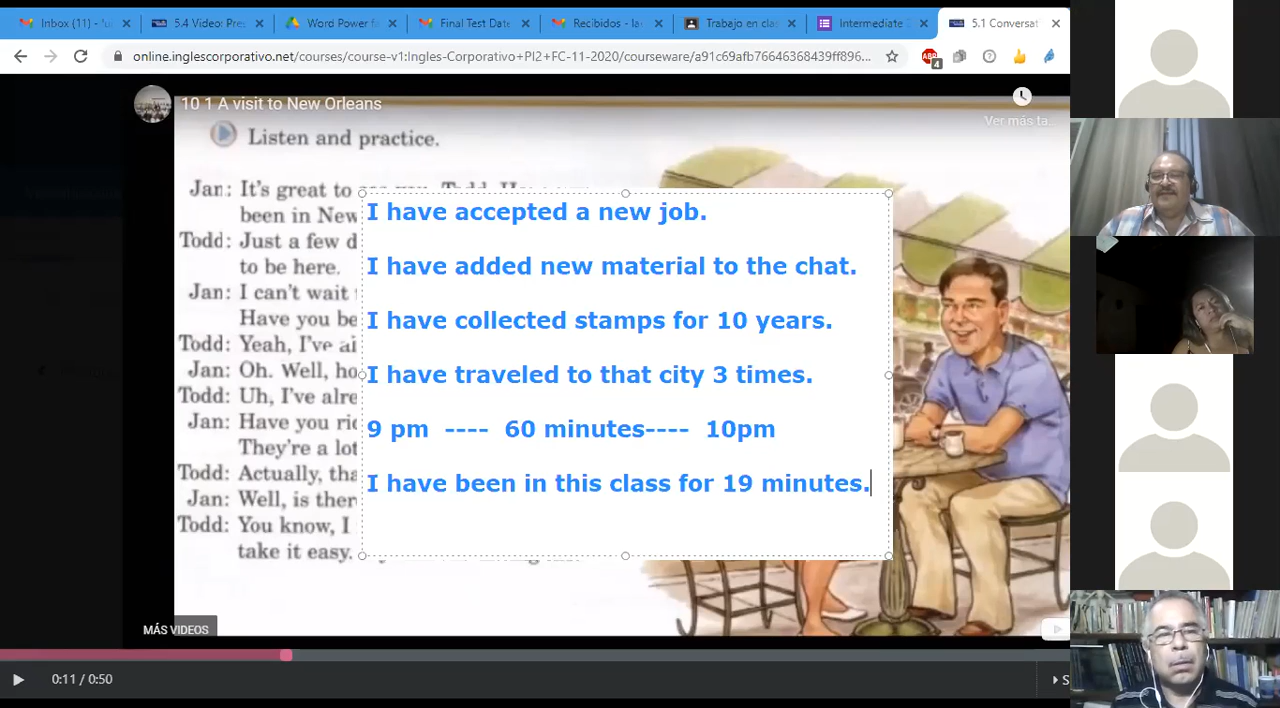 Inbox (11) - 
5.4 Video: Pres
Word Power f
Final Test Date
Recibidos - la
Trabajo en cla
Intermediate
5.1 Conversat
online.inglescorporativo.net/courses/course-v1:Ingles-Corporativo+PI2+FC-11-2020/courseware/a91c69afb76646368439ff896...
ABP
4
10 1 A visit to New Orleans
Ver más ta...
Listen and practice.
Jan: It's great to see you, Todd.
been in New
Todd: Just a few d
to be here.
Jan: I can't wait
Have you be
Todd: Yeah, I've al
Jan: Oh. Well, ho
Todd: Uh, I've alre
Jan: Have you ri
They're a lot
Todd: Actually, tha
Jan: Well, is ther
Todd: You know, I
take it easy.
I have accepted a new job.
I have added new material to the chat.
I have collected stamps for 10 years.
I have traveled to that city 3 times.
9 pm ---- 60 minutes---- 10pm
I have been in this class for 19 minutes.
MÁS VIDEOS
0:11 / 0:50
S